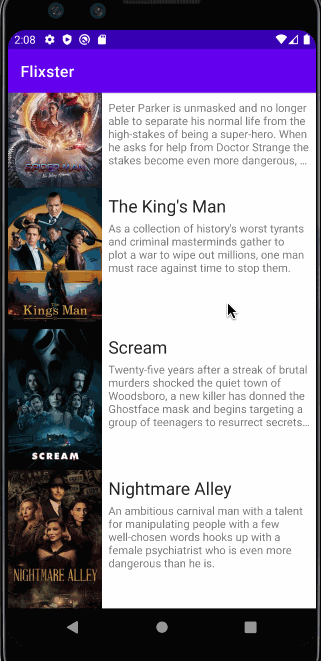 2:08
Flixster
SPIDER-MAN
Peter Parker is unmasked and no longer
able to separate his normal life from the
high-stakes of being a super-hero. When
he asks for help from Doctor Strange the
stakes become even more dangerous, …
The King's Man
As a collection of history's worst tyrants
and criminal masterminds gather to
plot a war to wipe out millions, one man
must race against time to stop them.
THE
King's Man
Scream
Twenty-five years after a streak of brutal
murders shocked the quiet town of
Woodsboro, a new killer has donned the
Ghostface mask and begins targeting a
group of teenagers to resurrect secrets…
SCREAM
Nightmare Alley
An ambitious carnival man with a talent
for manipulating people with a few
well-chosen words hooks up with a
female psychiatrist who is even more
dangerous than he is.
NIGHTMARE ALLEY